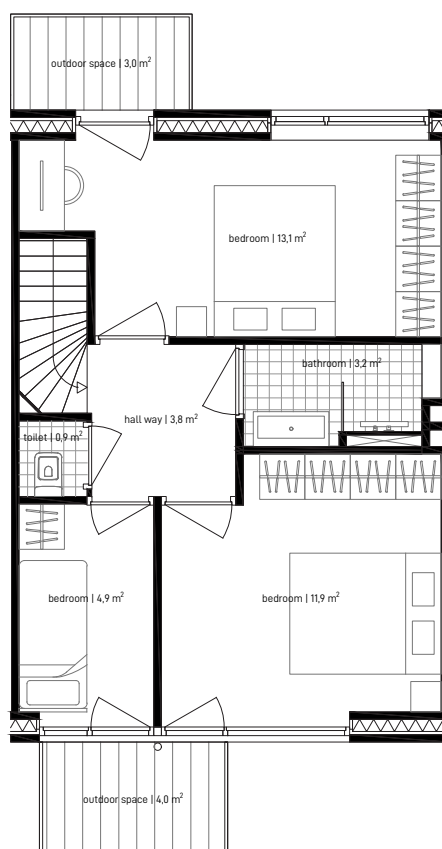 outdoor space | 3,0 m²
bedroom | 13,1 m²
bathroom | 3,2 m²
hall way | 3,8 m²
toilet | 0,9 m²
bedroom | 4,9 m²
bedroom | 11,9 m²
outdoor space | 4,0 m²